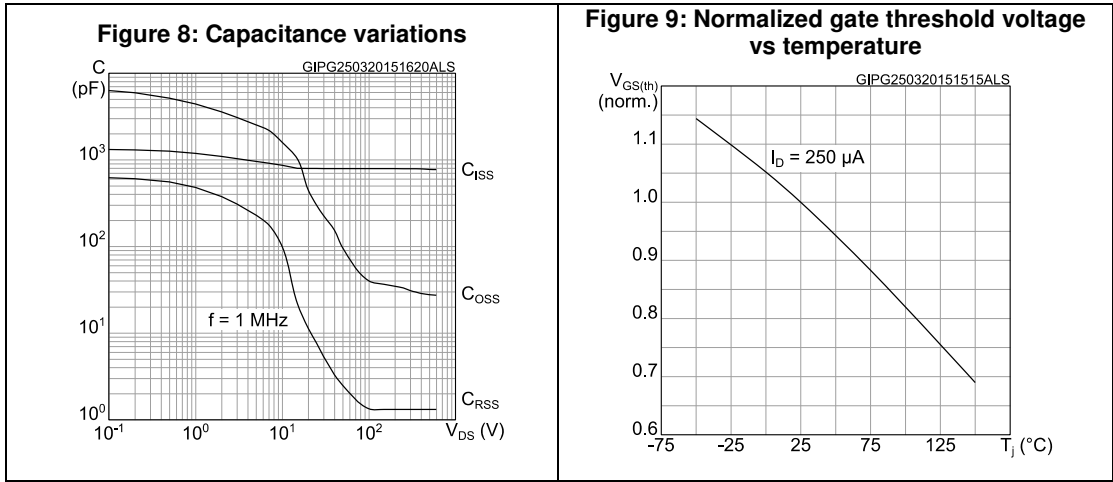 Figure 8: Capacitance variations
GIPG250320151620ALS
C
(pF)
10³
10²
10¹
10⁰
10⁻¹
10⁰
10¹
10²
V_DS (V)
C_ISS
C_OSS
C_RSS
f = 1 MHz
Figure 9: Normalized gate threshold voltage
vs temperature
GIPG250320151515ALS
V_GS(th)
(norm.)
I_D = 250 µA
1.1
1.0
0.9
0.8
0.7
0.6
-75
-25
25
75
125
T_j (°C)